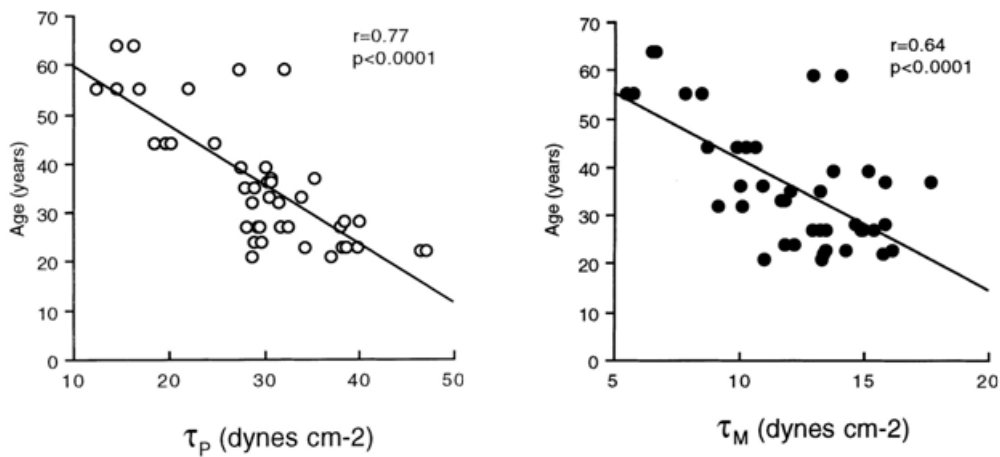 70
60
50
40
30
20
10
0
Age (years)
r=0.77
p<0.0001
10 20 30 40 50
τP (dynes cm-2)
70
60
50
40
30
20
10
0
Age (years)
r=0.64
p<0.0001
5 10 15 20
τM (dynes cm-2)